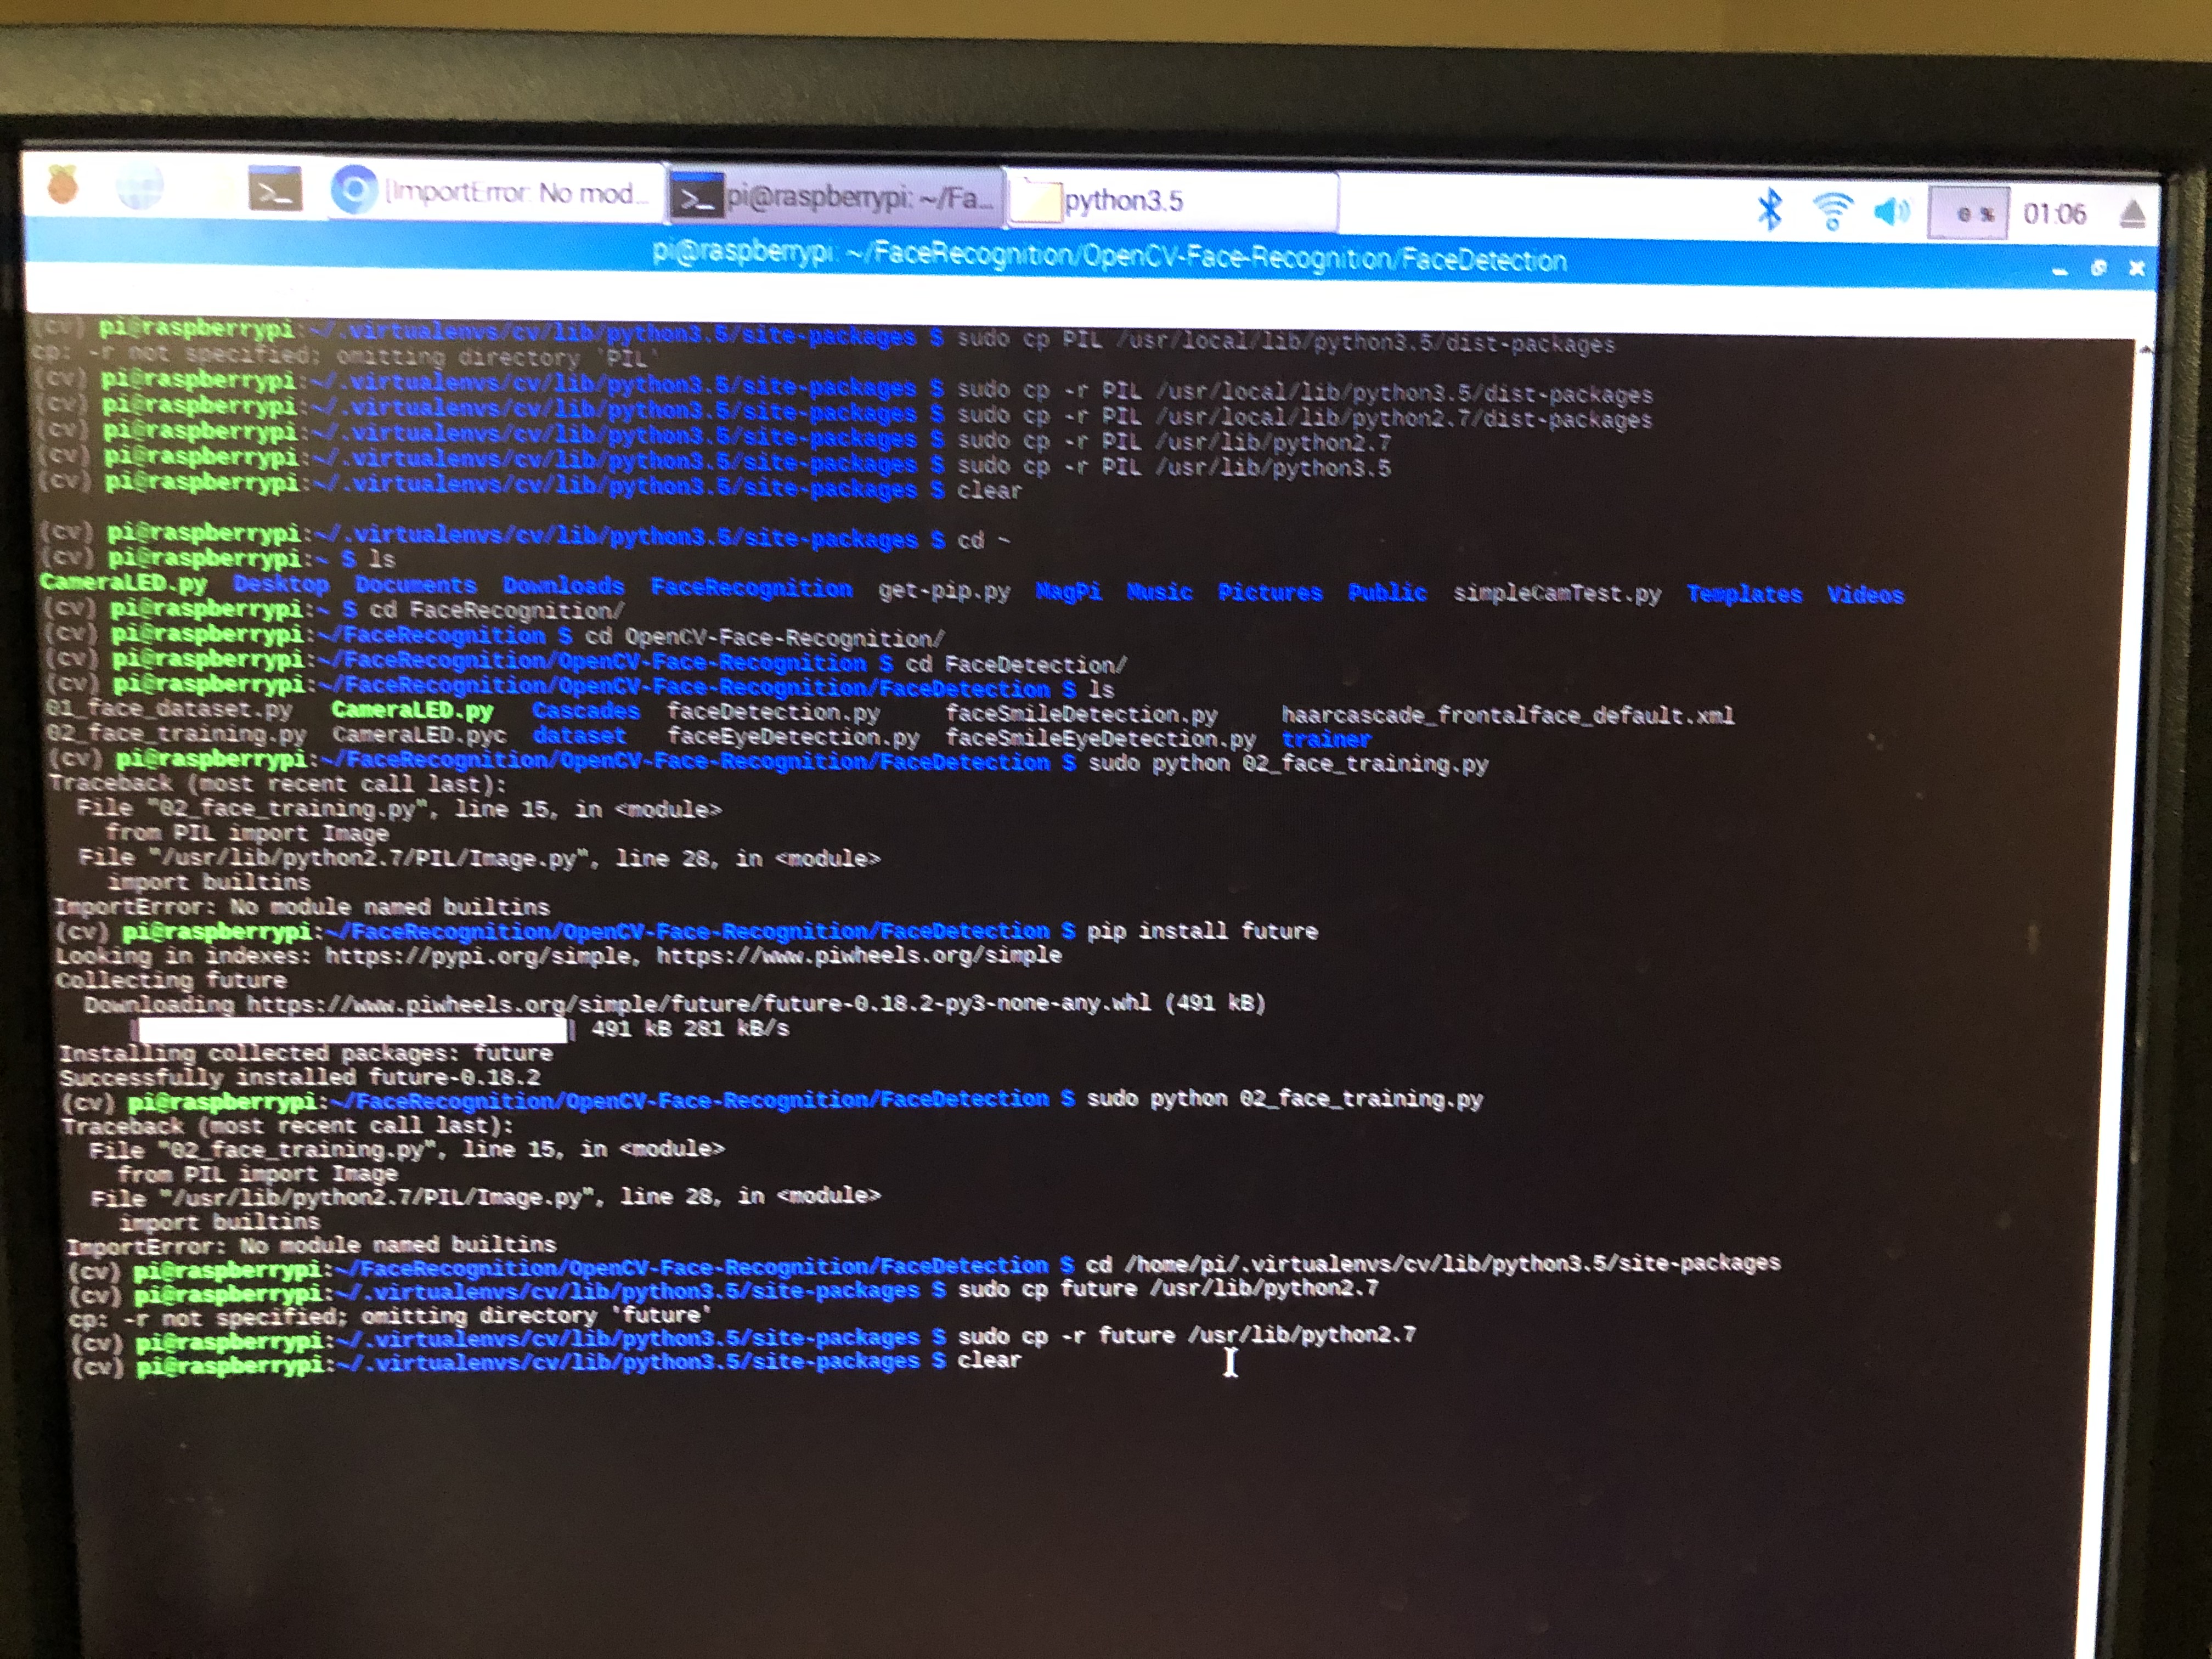 [ImportError: No mod...
pi@raspberrypi: ~/Fa...
python3.5
0 %
01:06
pi@raspberrypi: ~/FaceRecognition/OpenCV-Face-Recognition/FaceDetection
(cv) pi@raspberrypi:~/.virtualenvs/cv/lib/python3.5/site-packages $ sudo cp PIL /usr/local/lib/python3.5/dist-packages
cp: -r not specified; omitting directory 'PIL'
(cv) pi@raspberrypi:~/.virtualenvs/cv/lib/python3.5/site-packages $ sudo cp -r PIL /usr/local/lib/python3.5/dist-packages
(cv) pi@raspberrypi:~/.virtualenvs/cv/lib/python3.5/site-packages $ sudo cp -r PIL /usr/local/lib/python2.7/dist-packages
(cv) pi@raspberrypi:~/.virtualenvs/cv/lib/python3.5/site-packages $ sudo cp -r PIL /usr/lib/python2.7
(cv) pi@raspberrypi:~/.virtualenvs/cv/lib/python3.5/site-packages $ sudo cp -r PIL /usr/lib/python3.5
(cv) pi@raspberrypi:~/.virtualenvs/cv/lib/python3.5/site-packages $ clear
(cv) pi@raspberrypi:~/.virtualenvs/cv/lib/python3.5/site-packages $ cd ~
(cv) pi@raspberrypi:~ $ ls
CameraLED.py Desktop Documents Downloads FaceRecognition get-pip.py MagPi Music Pictures Public simpleCamTest.py Templates Videos
(cv) pi@raspberrypi:~ $ cd FaceRecognition/
(cv) pi@raspberrypi:~/FaceRecognition $ cd OpenCV-Face-Recognition/
(cv) pi@raspberrypi:~/FaceRecognition/OpenCV-Face-Recognition $ cd FaceDetection/
(cv) pi@raspberrypi:~/FaceRecognition/OpenCV-Face-Recognition/FaceDetection $ ls
01_face_dataset.py CameraLED.py Cascades faceDetection.py faceSmileDetection.py haarcascade_frontalface_default.xml
02_face_training.py CameraLED.pyc dataset faceEyeDetection.py faceSmileEyeDetection.py trainer
(cv) pi@raspberrypi:~/FaceRecognition/OpenCV-Face-Recognition/FaceDetection $ sudo python 02_face_training.py
Traceback (most recent call last):
File "02_face_training.py", line 15, in <module>
from PIL import Image
File "/usr/lib/python2.7/PIL/Image.py", line 28, in <module>
import builtins
ImportError: No module named builtins
(cv) pi@raspberrypi:~/FaceRecognition/OpenCV-Face-Recognition/FaceDetection $ pip install future
Looking in indexes: https://pypi.org/simple, https://www.piwheels.org/simple
Collecting future
Downloading https://www.piwheels.org/simple/future/future-0.18.2-py3-none-any.whl (491 kB)
| | 491 kB 281 kB/s
Installing collected packages: future
Successfully installed future-0.18.2
(cv) pi@raspberrypi:~/FaceRecognition/OpenCV-Face-Recognition/FaceDetection $ sudo python 02_face_training.py
Traceback (most recent call last):
File "02_face_training.py", line 15, in <module>
from PIL import Image
File "/usr/lib/python2.7/PIL/Image.py", line 28, in <module>
import builtins
ImportError: No module named builtins
(cv) pi@raspberrypi:~/FaceRecognition/OpenCV-Face-Recognition/FaceDetection $ cd /home/pi/.virtualenvs/cv/lib/python3.5/site-packages
(cv) pi@raspberrypi:~/.virtualenvs/cv/lib/python3.5/site-packages $ sudo cp future /usr/lib/python2.7
cp: -r not specified; omitting directory 'future'
(cv) pi@raspberrypi:~/.virtualenvs/cv/lib/python3.5/site-packages $ sudo cp -r future /usr/lib/python2.7
(cv) pi@raspberrypi:~/.virtualenvs/cv/lib/python3.5/site-packages $ clear